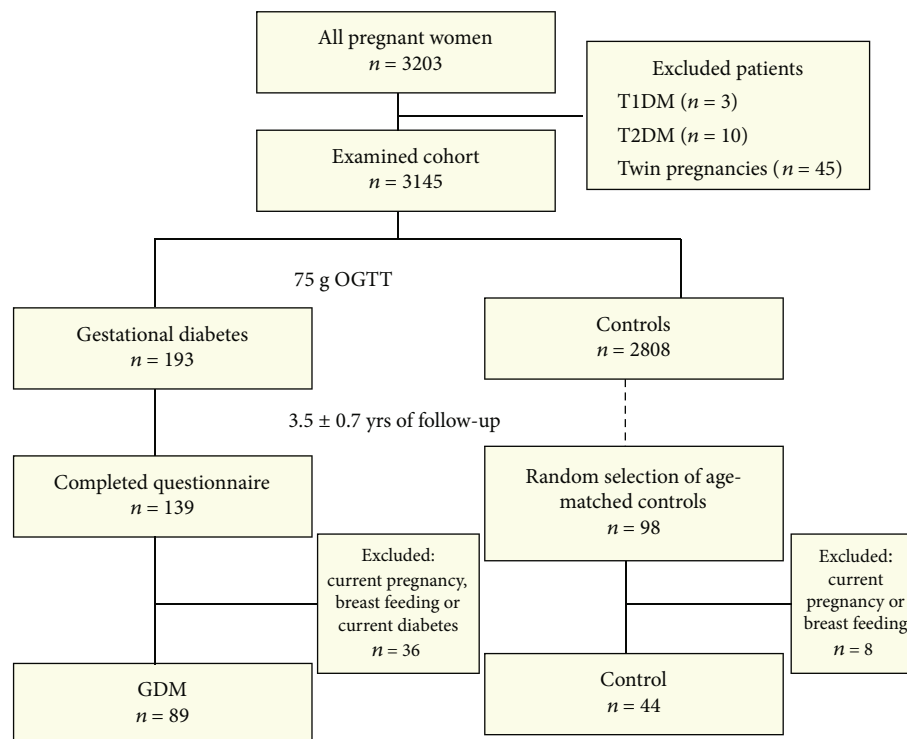 All pregnant women
n = 3203
Excluded patients
T1DM (n = 3)
T2DM (n = 10)
Twin pregnancies (n = 45)
Examined cohort
n = 3145
75 g OGTT
Gestational diabetes
n = 193
Controls
n = 2808
3.5 ± 0.7 yrs of follow-up
Completed questionnaire
n = 139
Random selection of age-
matched controls
n = 98
Excluded:
current pregnancy,
breast feeding or
current diabetes
n = 36
Excluded:
current
pregnancy or
breast feeding
n = 8
GDM
n = 89
Control
n = 44